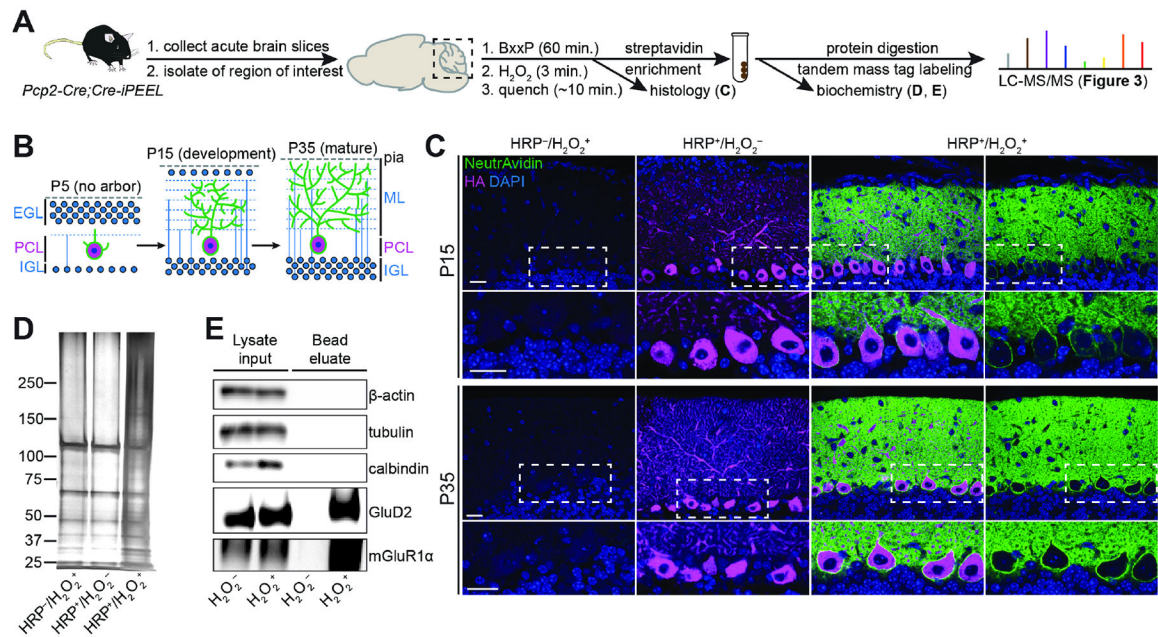 A
1. collect acute brain slices
2. isolate of region of interest
Pcp2-Cre;Cre-iPEEL
1. BxxP (60 min.)
2. H₂O₂ (3 min.)
3. quench (~10 min.)
streptavidin
enrichment
histology (C)
protein digestion
tandem mass tag labeling
biochemistry (D, E)
LC-MS/MS (Figure 3)
B
P5 (no arbor)
P15 (development)
P35 (mature)
pia
ML
EGL
PCL
IGL
PCL
IGL
C
HRP⁻/H₂O₂⁺
HRP⁺/H₂O₂⁻
HRP⁺/H₂O₂⁺
NeutrAvidin
HA DAPI
P15
P35
D
250
150
100
75
50
37
25
HRP⁻/H₂O₂⁺
HRP⁺/H₂O₂⁻
HRP⁺/H₂O₂⁺
E
Lysate
input
Bead
eluate
β-actin
tubulin
calbindin
GluD2
mGluR1α
H₂O₂⁻
H₂O₂⁺
H₂O₂⁻
H₂O₂⁺